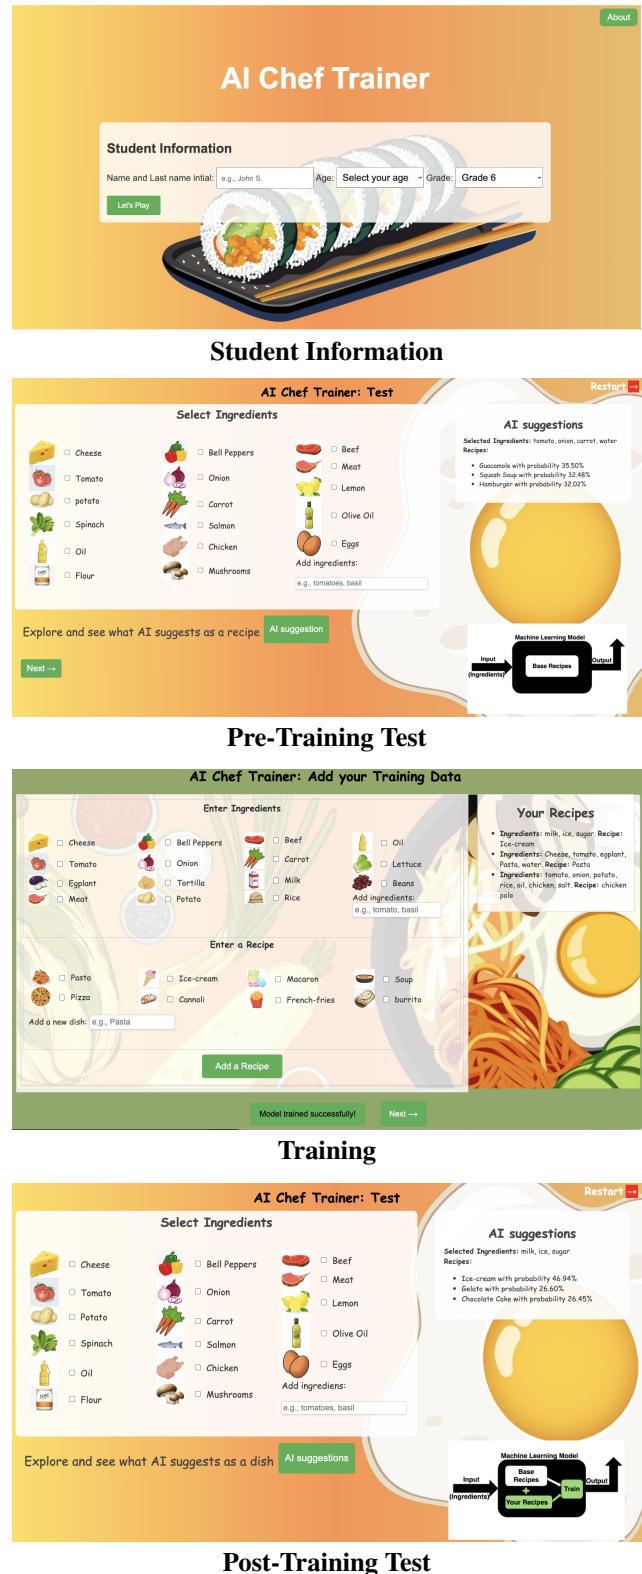 About
AI Chef Trainer
Student Information
Name and Last name intial: e.g., John S. Age: Select your age Grade: Grade 6
Let's Play
Student Information
AI Chef Trainer: Test
Restart →
Select Ingredients
Cheese
Tomato
potato
Spinach
Oil
Flour
Bell Peppers
Onion
Carrot
Salmon
Chicken
Mushrooms
Beef
Meat
Lemon
Olive Oil
Eggs
Add ingredients:
e.g., tomatoes, basil
AI suggestions
Selected Ingredients: tomato, onion, carrot, water
Recipes:
• Guacamole with probability 35.50%
• Squash Soup with probability 32.48%
• Hamburger with probability 32.02%
Explore and see what AI suggests as a recipe AI suggestion
Next →
Machine Learning Model
Input
(Ingredients)
Base Recipes
Output
Pre-Training Test
AI Chef Trainer: Add your Training Data
Enter Ingredients
Cheese
Tomato
Egplant
Meat
Bell Peppers
Onion
Tortilla
Potato
Beef
Carrot
Milk
Rice
Oil
Lettuce
Beans
Add ingredients:
e.g., tomato, basil
Enter a Recipe
Pasta
Pizza
Ice-cream
Cannoli
Macaron
French-fries
Soup
burrito
Add a new dish: e.g., Pasta
Add a Recipe
Your Recipes
• Ingredients: milk, ice, sugar. Recipe:
Ice-cream
• Ingredients: Cheese, tomato, egplant,
Pasta, water. Recipe: Pasta
• Ingredients: tomato, onion, potato,
rice, oil, chicken, salt. Recipe: chicken
polo
Model trained successfully!
Next →
Training
AI Chef Trainer: Test
Restart →
Select Ingredients
Cheese
Tomato
Potato
Spinach
Oil
Flour
Bell Peppers
Onion
Carrot
Salmon
Chicken
Mushrooms
Beef
Meat
Lemon
Olive Oil
Eggs
Add ingrediens:
e.g., tomatoes, basil
AI suggestions
Selected Ingredients: milk, ice, sugar
Recipes:
• Ice-cream with probability 46.94%
• Gelato with probability 26.60%
• Chocolate Cake with probability 26.45%
Explore and see what AI suggests as a dish AI suggestions
Machine Learning Model
Input
(Ingredients)
Base
Recipes
+
Your Recipes
Train
Output
Post-Training Test